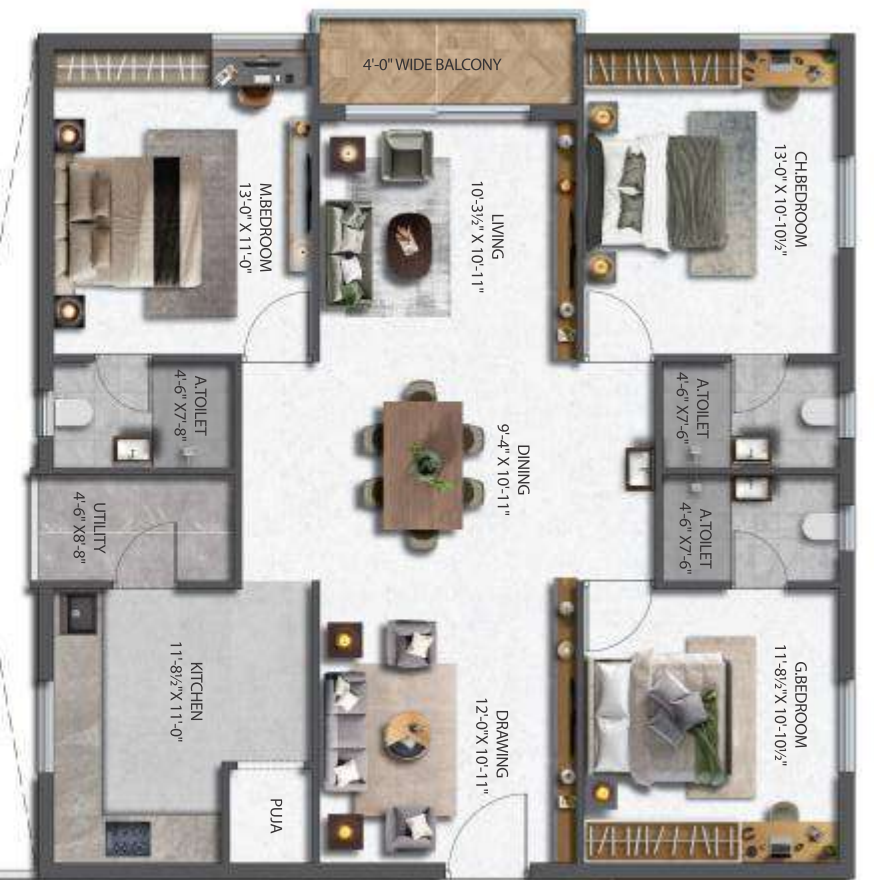 4'-0" WIDE BALCONY
M.BEDROOM
13'-0" X 11'-0"
LIVING
10'-3½" X 10'-11"
CH.BEDROOM
13'-0" X 10'-10½"
A.TOILET
4'-6" X7'-8"
DINING
9'-4" X 10'-11"
A.TOILET
4'-6" X7'-6"
UTILITY
4'-6" X8'-8"
A.TOILET
4'-6" X7'-6"
KITCHEN
11'-8½"X 11'-0"
DRAWING
12'-0"X 10'-11"
G.BEDROOM
11'-8½"X 10'-10½"
PUJA